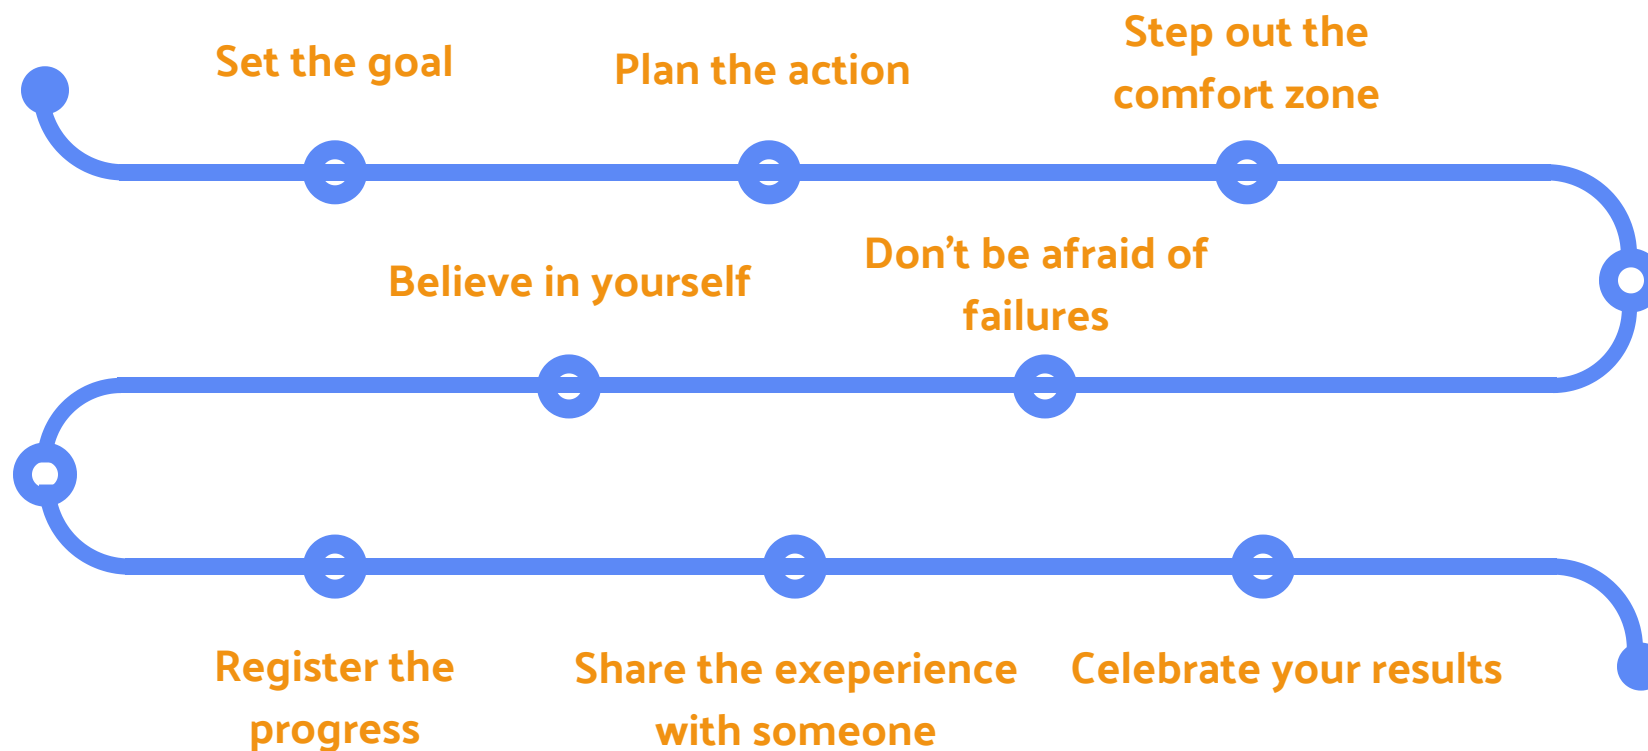 Set the goal
Plan the action
Step out the
comfort zone
Believe in yourself
Don’t be afraid of
failures
Register the
progress
Share the exeperience
with someone
Celebrate your results